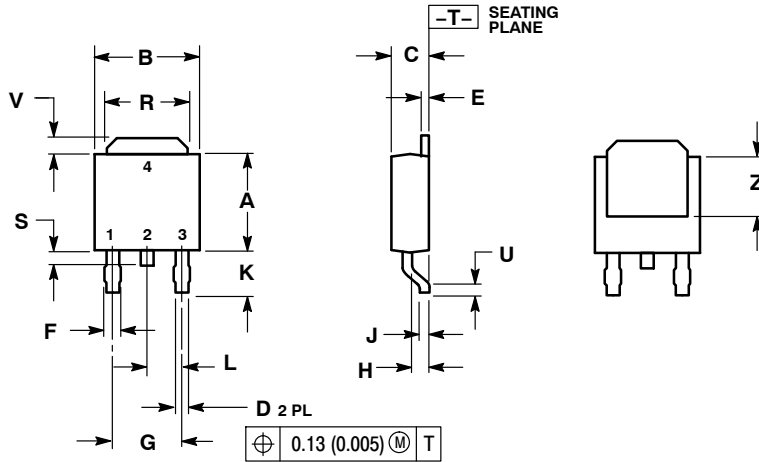 –T– SEATING
PLANE
C
B
V
R
E
4
A
Z
S
1 2 3
K
U
F
J
L
H
D 2 PL
G
⌖ 0.13 (0.005) Ⓜ T